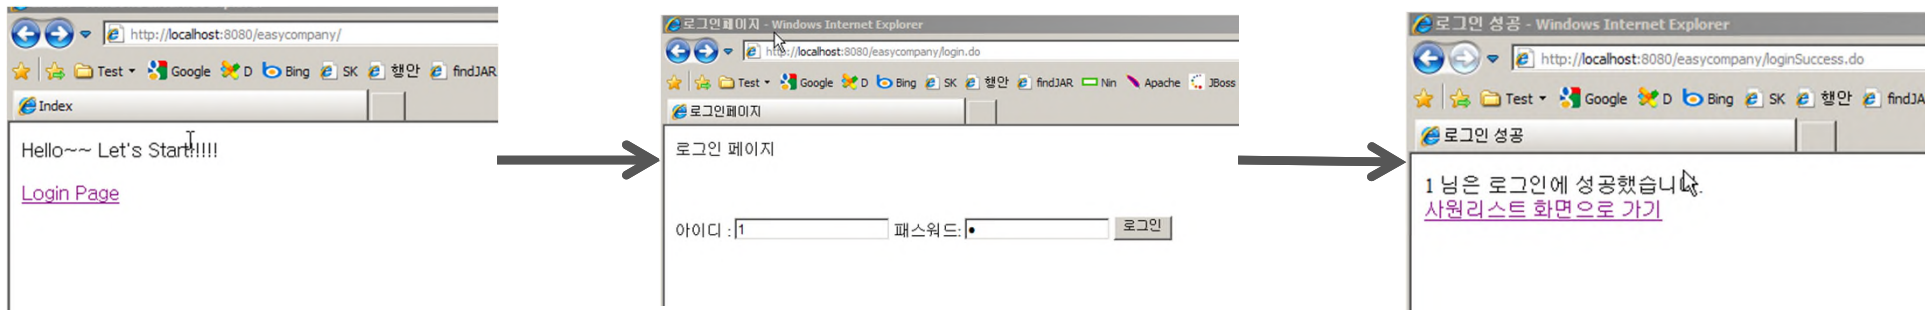 http://localhost:8080/easycompany/
Test
Google
D
Bing
SK
행안
findJAR
Index
Hello~~ Let's Start!!!!!
Login Page
로그인페이지 - Windows Internet Explorer
http://localhost:8080/easycompany/login.do
Test
Google
D
Bing
SK
행안
findJAR
Nin
Apache
JBoss
로그인페이지
로그인 페이지
아이디 : 1 패스워드: ● 로그인
로그인 성공 - Windows Internet Explorer
http://localhost:8080/easycompany/loginSuccess.do
Test
Google
D
Bing
SK
행안
findJA
로그인 성공
1 님은 로그인에 성공했습니다.
사원리스트 화면으로 가기